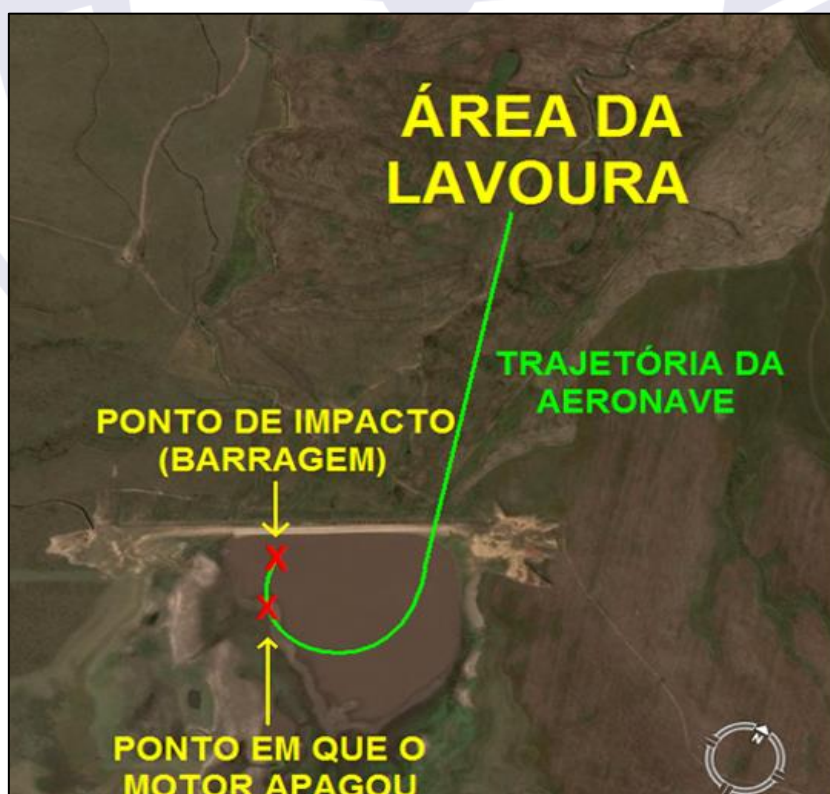 ÁREA DA
LAVOURA
TRAJETÓRIA DA
AERONAVE
PONTO DE IMPACTO
(BARRAGEM)
X
X
PONTO EM QUE O
MOTOR APAGOU
N